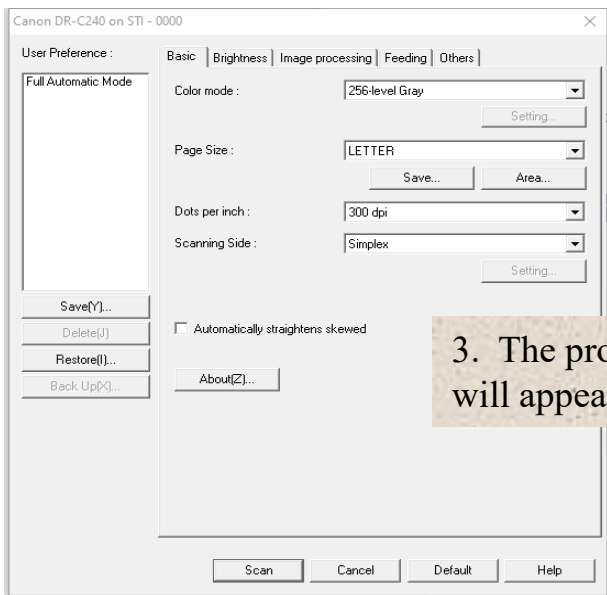 Canon DR-C240 on STI - 0000
User Preference :
Full Automatic Mode
Save(Y)...
Delete(J)
Restore(I)...
Back Up(X)...
Basic Brightness Image processing Feeding Others
Color mode : 256-level Gray
Setting...
Page Size : LETTER
Save... Area...
Dots per inch : 300 dpi
Scanning Side : Simplex
Setting...
Automatically straightens skewed
About(Z)...
3. The pro
will appea
Scan Cancel Default Help